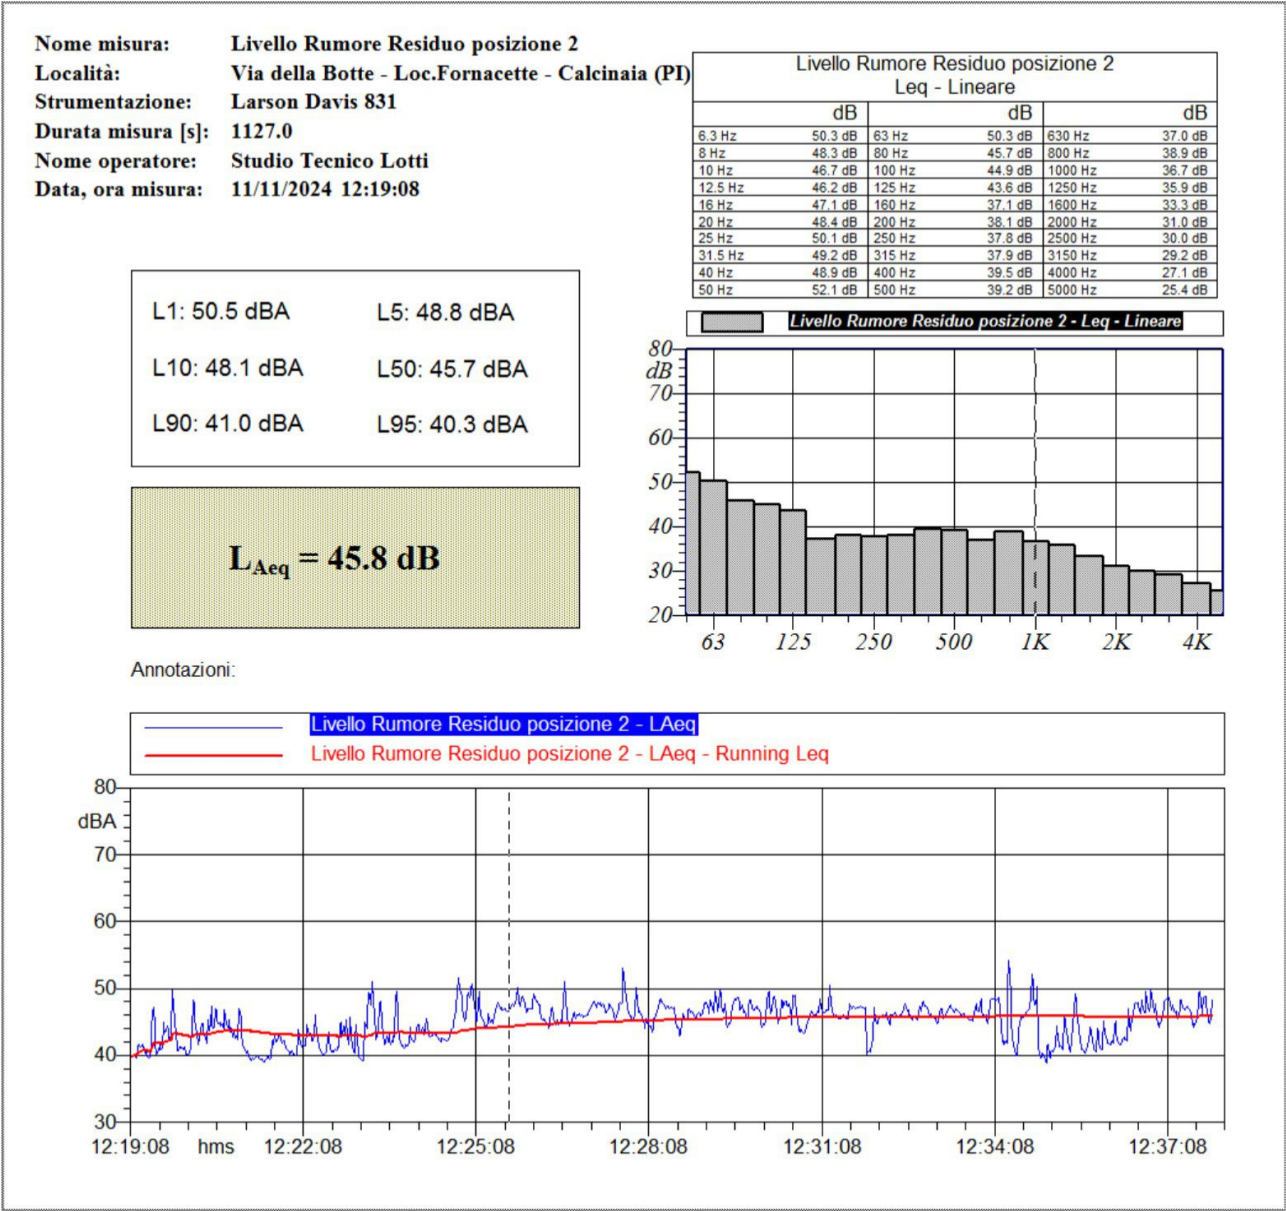 Nome misura: Livello Rumore Residuo posizione 2
Località: Via della Botte - Loc.Fornacette - Calcinaia (PI)
Strumentazione: Larson Davis 831
Durata misura [s]: 1127.0
Nome operatore: Studio Tecnico Lotti
Data, ora misura: 11/11/2024 12:19:08
Livello Rumore Residuo posizione 2
Leq - Lineare
dB dB dB
6.3 Hz 50.3 dB 63 Hz 50.3 dB 630 Hz 37.0 dB
8 Hz 48.3 dB 80 Hz 45.7 dB 800 Hz 38.9 dB
10 Hz 46.7 dB 100 Hz 44.9 dB 1000 Hz 36.7 dB
12.5 Hz 46.2 dB 125 Hz 43.6 dB 1250 Hz 35.9 dB
16 Hz 47.1 dB 160 Hz 37.1 dB 1600 Hz 33.3 dB
20 Hz 48.4 dB 200 Hz 38.1 dB 2000 Hz 31.0 dB
25 Hz 50.1 dB 250 Hz 37.8 dB 2500 Hz 30.0 dB
31.5 Hz 49.2 dB 315 Hz 37.9 dB 3150 Hz 29.2 dB
40 Hz 48.9 dB 400 Hz 39.5 dB 4000 Hz 27.1 dB
50 Hz 52.1 dB 500 Hz 39.2 dB 5000 Hz 25.4 dB
L1: 50.5 dBA L5: 48.8 dBA
L10: 48.1 dBA L50: 45.7 dBA
L90: 41.0 dBA L95: 40.3 dBA
LAeq = 45.8 dB
Livello Rumore Residuo posizione 2 - Leq - Lineare
80
dB
70
60
50
40
30
20
63 125 250 500 1K 2K 4K
Annotazioni:
Livello Rumore Residuo posizione 2 - LAeq
Livello Rumore Residuo posizione 2 - LAeq - Running Leq
80
dBA
70
60
50
40
30
12:19:08 hms 12:22:08 12:25:08 12:28:08 12:31:08 12:34:08 12:37:08